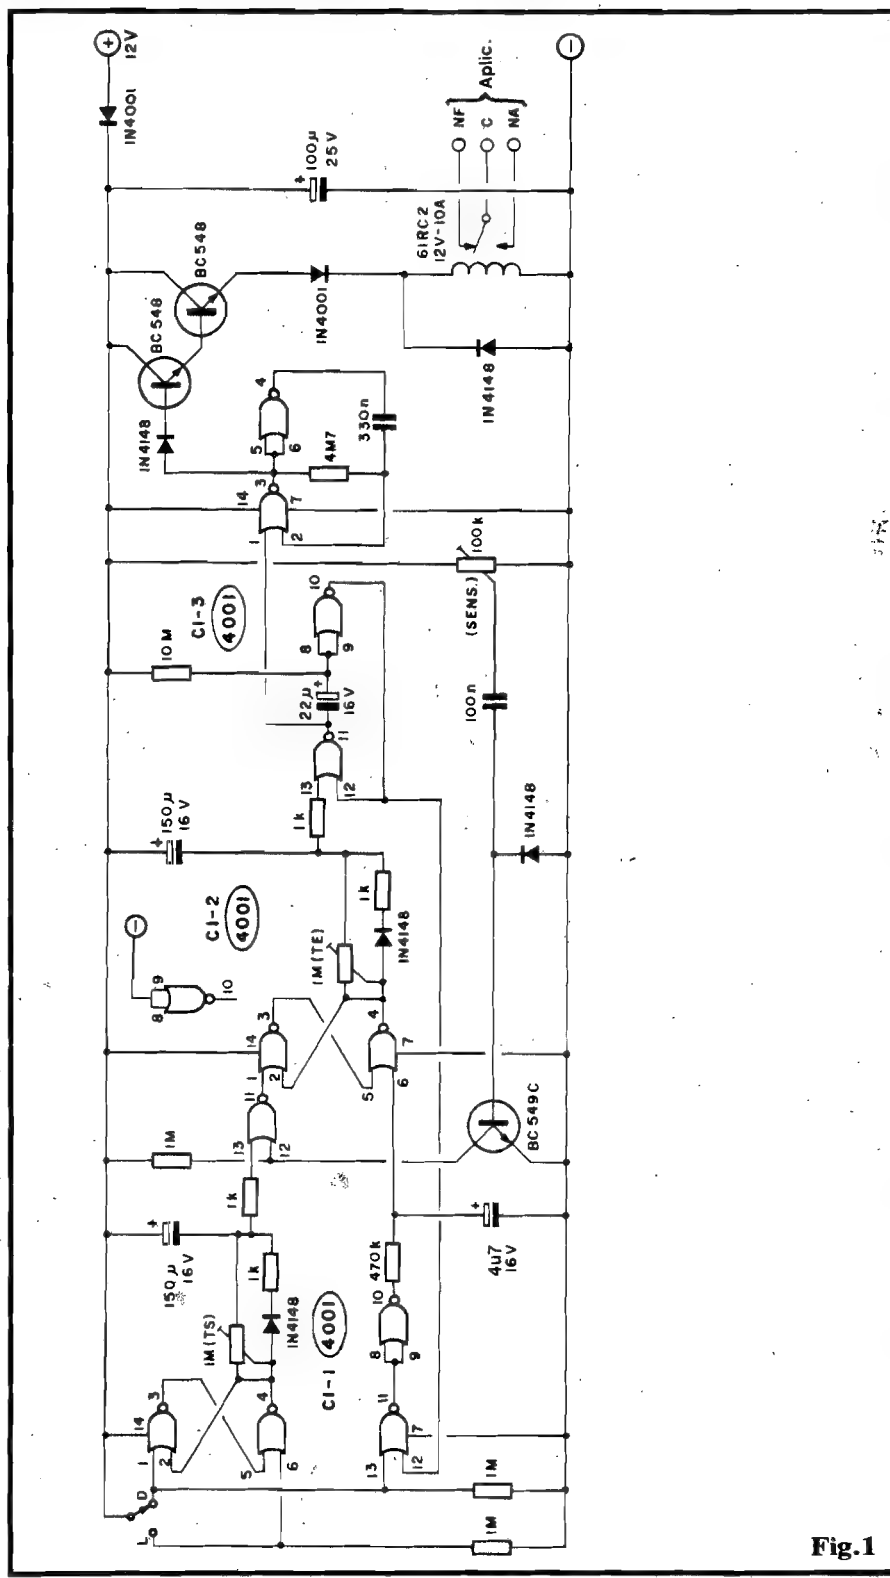 +
12V
1N4001
100µ
25V
+
BC548
BC548
1N4148
1N4001
61RC2
12V-10A
NF
C
NA
Aplic.
-
1N4148
4
5
6
330n
4M7
14
3
7
1
2
100k
(SENS.)
C1-3
4001
10M
10
8
9
22µ
16V
+
11
13
12
1k
100n
150µ
16V
+
C1-2
4001
-
8
9
10
1M(TE)
1k
1N4148
1N4148
14
3
1
2
11
4
7
5
6
BC549C
1M
13
12
1k
150µ
16V
+
1k
1N4148
1M(TS)
C1-1
4001
470k
4u7
16V
+
10
8
9
14
3
1
2
4
5
6
11
7
13
12
D
L
1M
1M
Fig.1